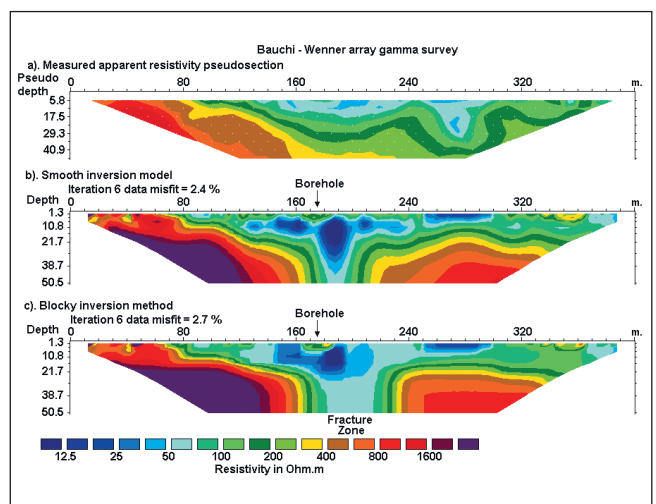 Bauchi - Wenner array gamma survey
a). Measured apparent resistivity pseudosection
Pseudo depth 0 80 160 240 320 m.
5.8
17.5
29.3
40.9
b). Smooth inversion model
Iteration 6 data misfit = 2.4 %
Borehole
Depth 0 80 160 240 320 m.
1.3
10.8
21.7
38.7
50.5
c). Blocky inversion method
Iteration 6 data misfit = 2.7 %
Borehole
Depth 0 80 160 240 320 m.
1.3
10.8
21.7
38.7
50.5
Fracture
Zone
12.5 25 50 100 200 400 800 1600
Resistivity in Ohm.m